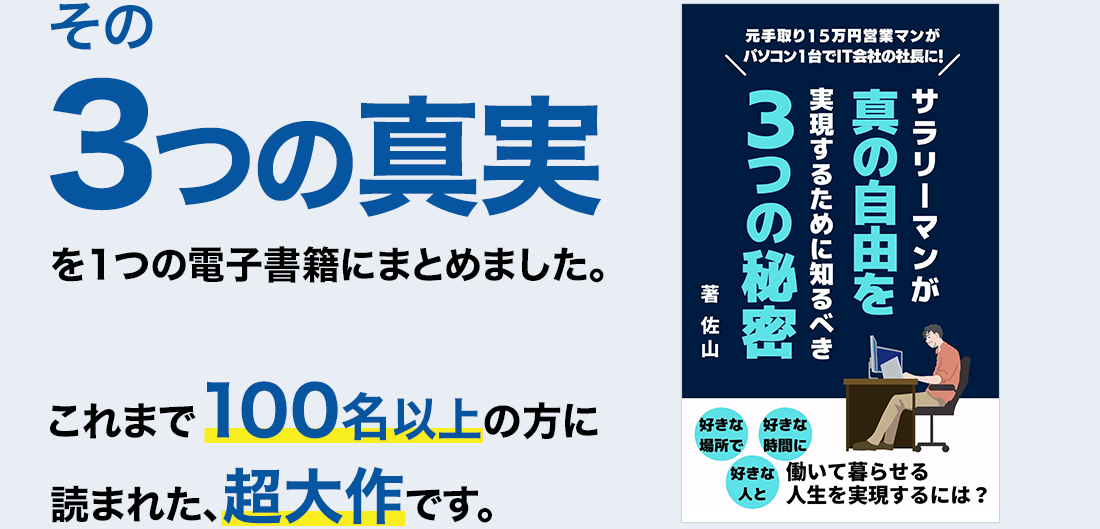 その
3つの真実
を1つの電子書籍にまとめました。
これまで100名以上の方に
読まれた、超大作です。
元手取り15万円営業マンが
パソコン1台でIT会社の社長に!
サラリーマンが
真の自由を
実現するために知るべき
3つの秘密
著 佐山
好きな
場所で
好きな
時間に
好きな
人と
働いて暮らせる
人生を実現するには?